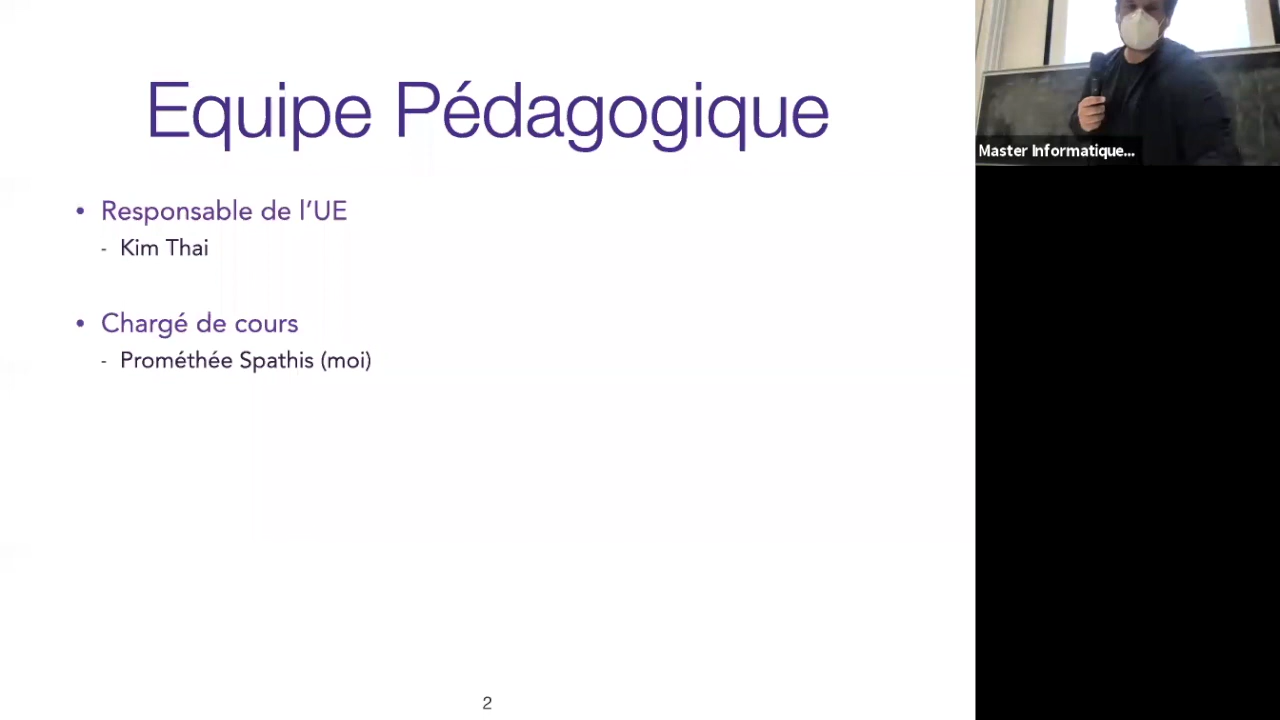 Equipe Pédagogique
• Responsable de l'UE
- Kim Thai
• Chargé de cours
- Prométhée Spathis (moi)
2
Master Informatique...